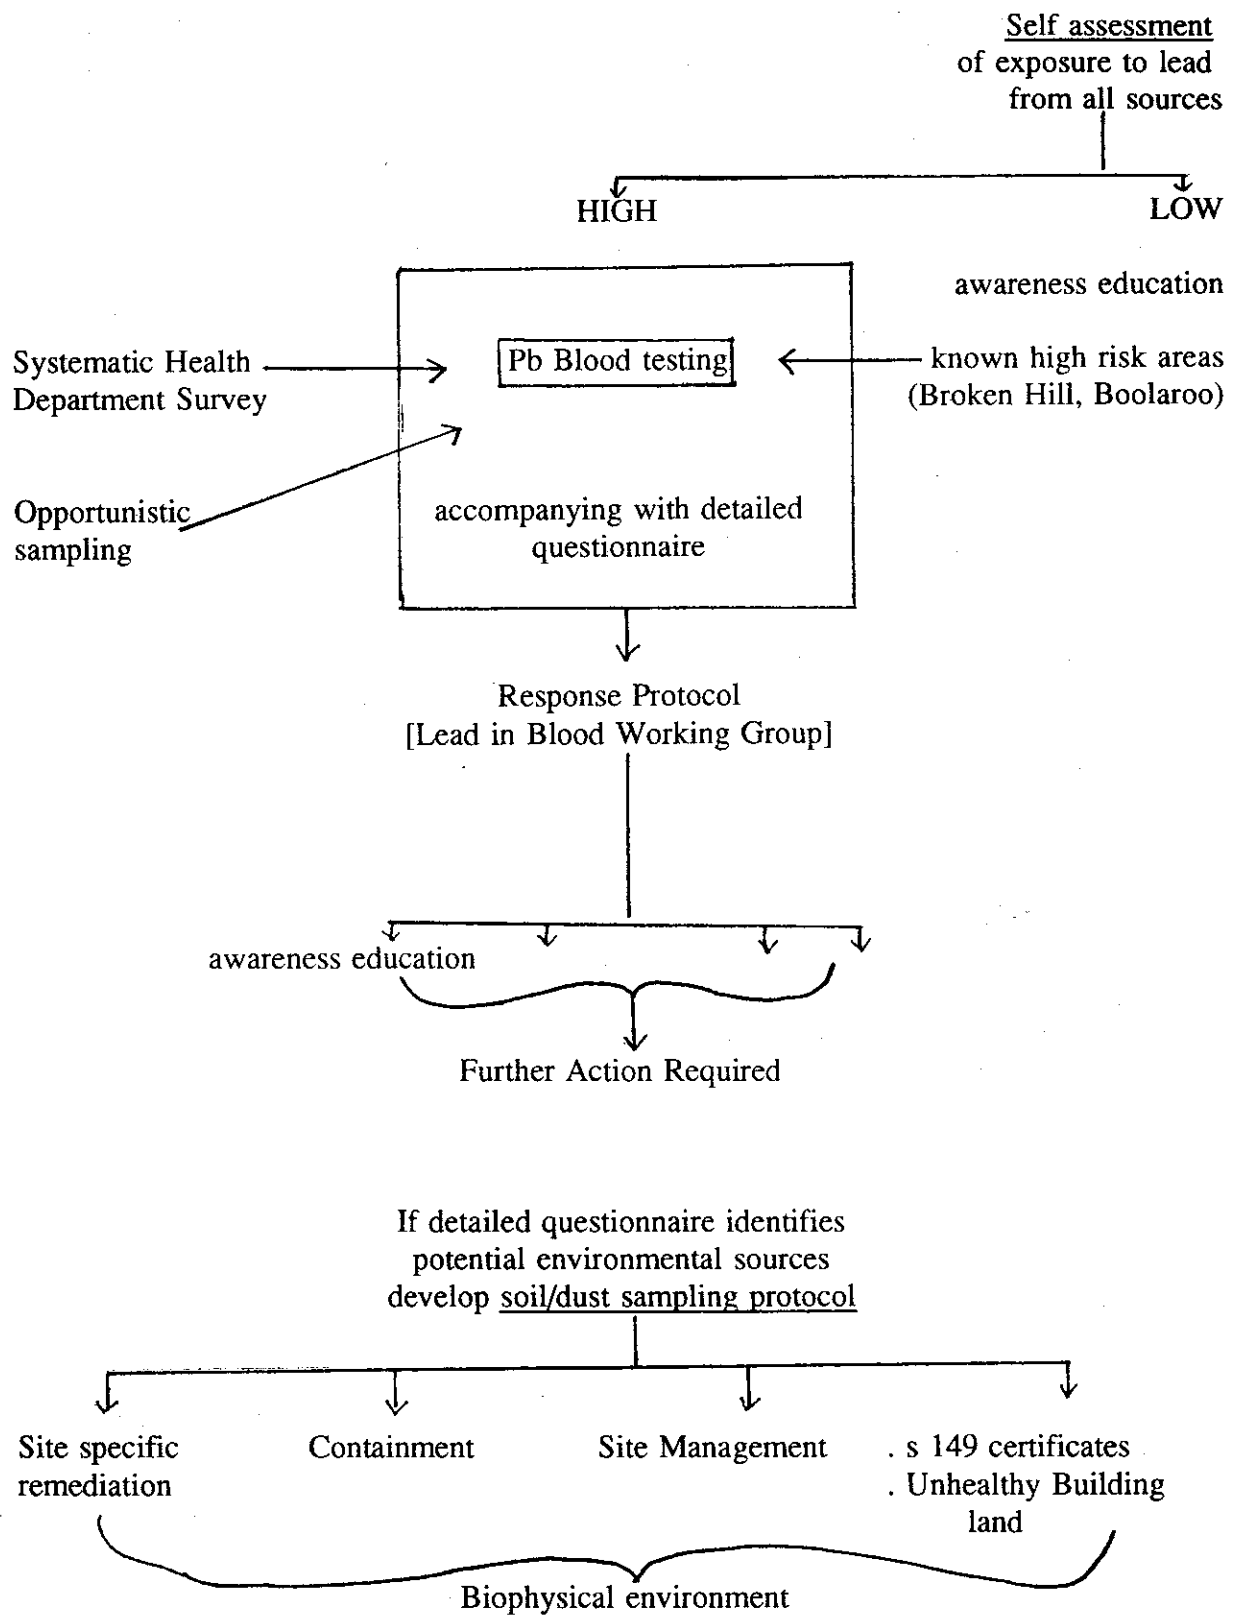 Self assessment
of exposure to lead
from all sources
HIGH
LOW
awareness education
Systematic Health
Department Survey
Pb Blood testing
known high risk areas
(Broken Hill, Boolaroo)
Opportunistic
sampling
accompanying with detailed
questionnaire
Response Protocol
[Lead in Blood Working Group]
awareness education
Further Action Required
If detailed questionnaire identifies
potential environmental sources
develop soil/dust sampling protocol
Site specific
remediation
Containment
Site Management
. s 149 certificates
. Unhealthy Building
land
Biophysical environment